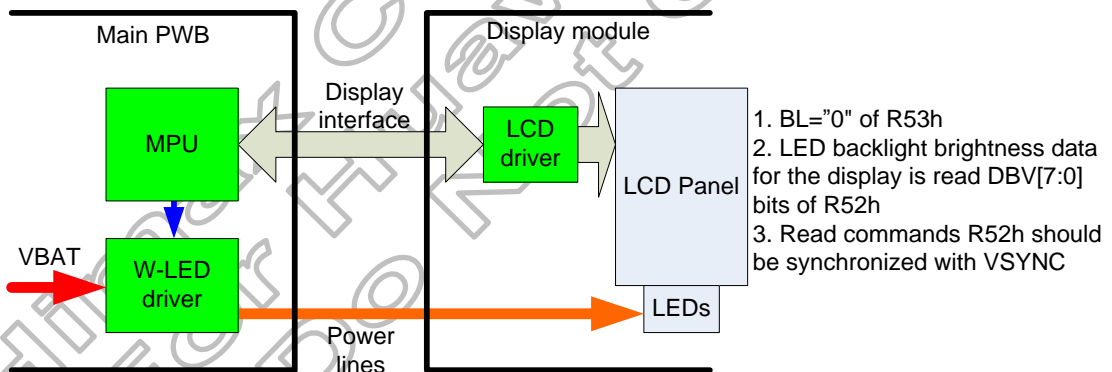 Main PWB
Display module
MPU
Display
interface
LCD
driver
LCD Panel
1. BL="0" of R53h
2. LED backlight brightness data
for the display is read DBV[7:0]
bits of R52h
3. Read commands R52h should
be synchronized with VSYNC
VBAT
W-LED
driver
LEDs
Power
lines